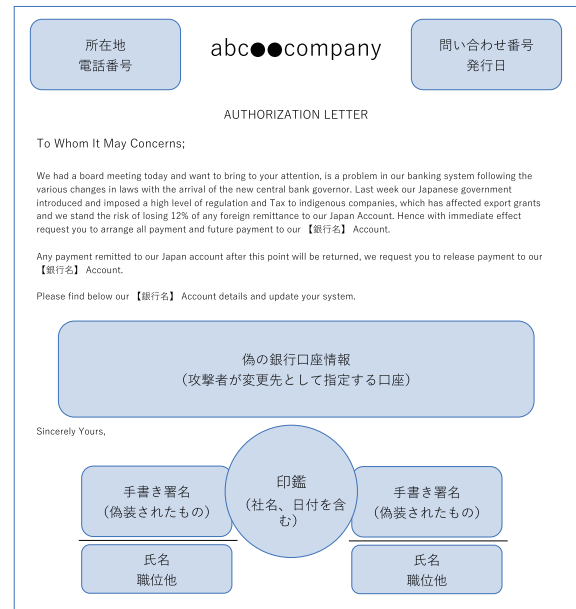 所在地
電話番号
abc●●company
問い合わせ番号
発行日
AUTHORIZATION LETTER
To Whom It May Concerns;
We had a board meeting today and want to bring to your attention, is a problem in our banking system following the
various changes in laws with the arrival of the new central bank governor. Last week our Japanese government
introduced and imposed a high level of regulation and Tax to indigenous companies, which has affected export grants
and we stand the risk of losing 12% of any foreign remittance to our Japan Account. Hence with immediate effect
request you to arrange all payment and future payment to our 【銀行名】 Account.
Any payment remitted to our Japan account after this point will be returned, we request you to release payment to our
【銀行名】 Account.
Please find below our 【銀行名】 Account details and update your system.
偽の銀行口座情報
（攻撃者が変更先として指定する口座）
Sincerely Yours,
手書き署名
（偽装されたもの）
印鑑
（社名、日付を含
む）
手書き署名
（偽装されたもの）
氏名
職位他
氏名
職位他